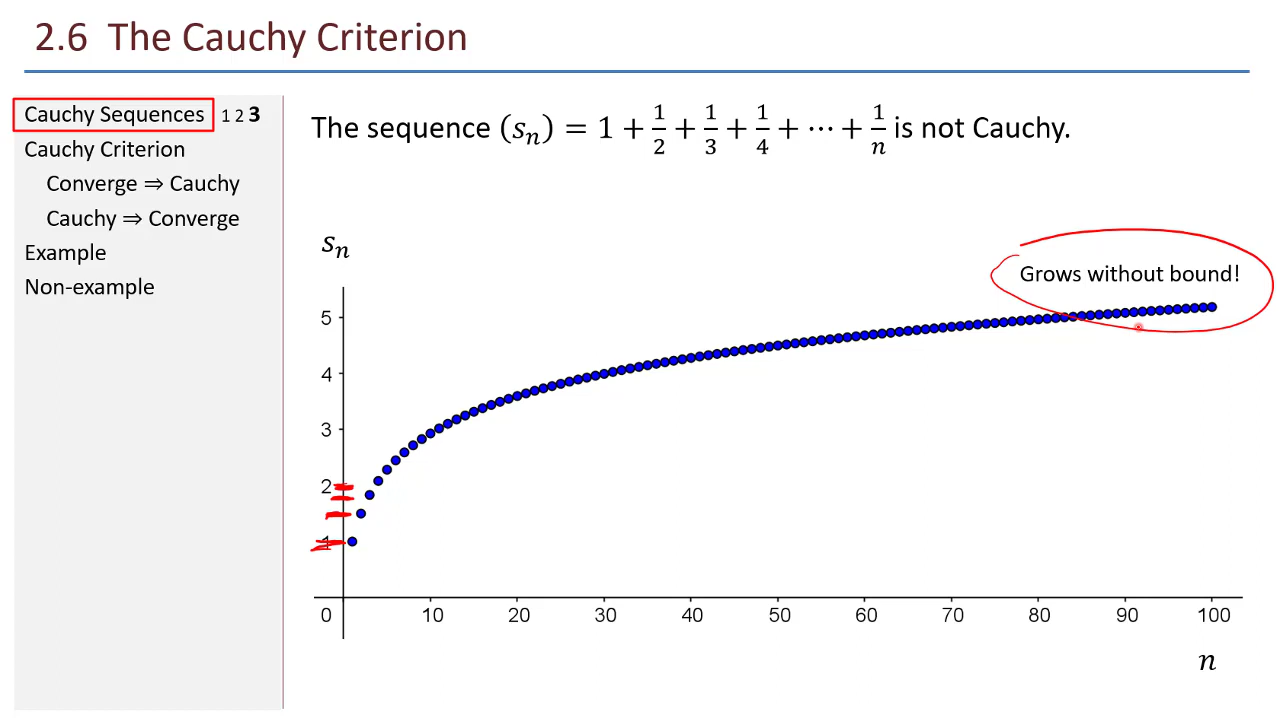 2.6 The Cauchy Criterion
Cauchy Sequences 1 2 3
Cauchy Criterion
Converge ⇒ Cauchy
Cauchy ⇒ Converge
Example
Non-example
The sequence (sₙ) = 1 + 1/2 + 1/3 + 1/4 + ⋯ + 1/n is not Cauchy.
sₙ
Grows without bound!
5
4
3
2
1
0 10 20 30 40 50 60 70 80 90 100
n